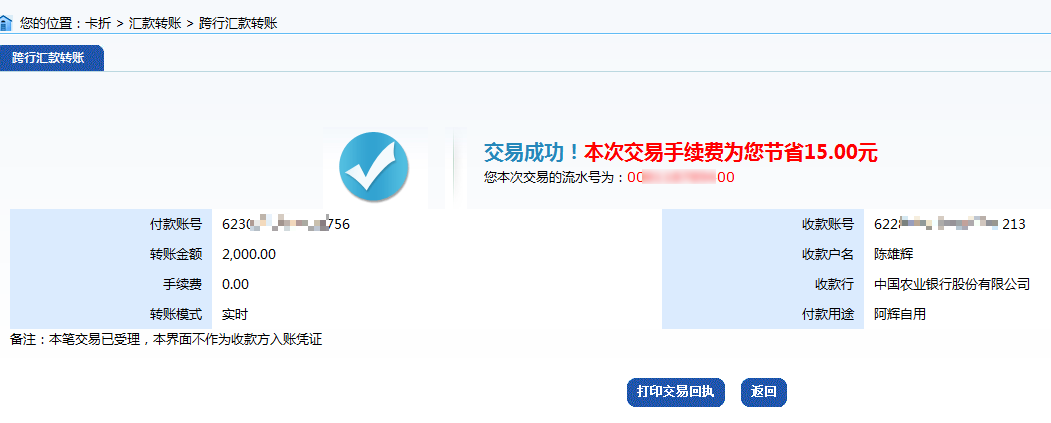 您的位置：卡折 > 汇款转账 > 跨行汇款转账
跨行汇款转账
交易成功！本次交易手续费为您节省15.00元
您本次交易的流水号为：00 00
付款账号 6230 756
收款账号 622 213
转账金额 2,000.00
收款户名 陈雄辉
手续费 0.00
收款行 中国农业银行股份有限公司
转账模式 实时
付款用途 阿辉自用
备注：本笔交易已受理，本界面不作为收款方入账凭证
打印交易回执 返回